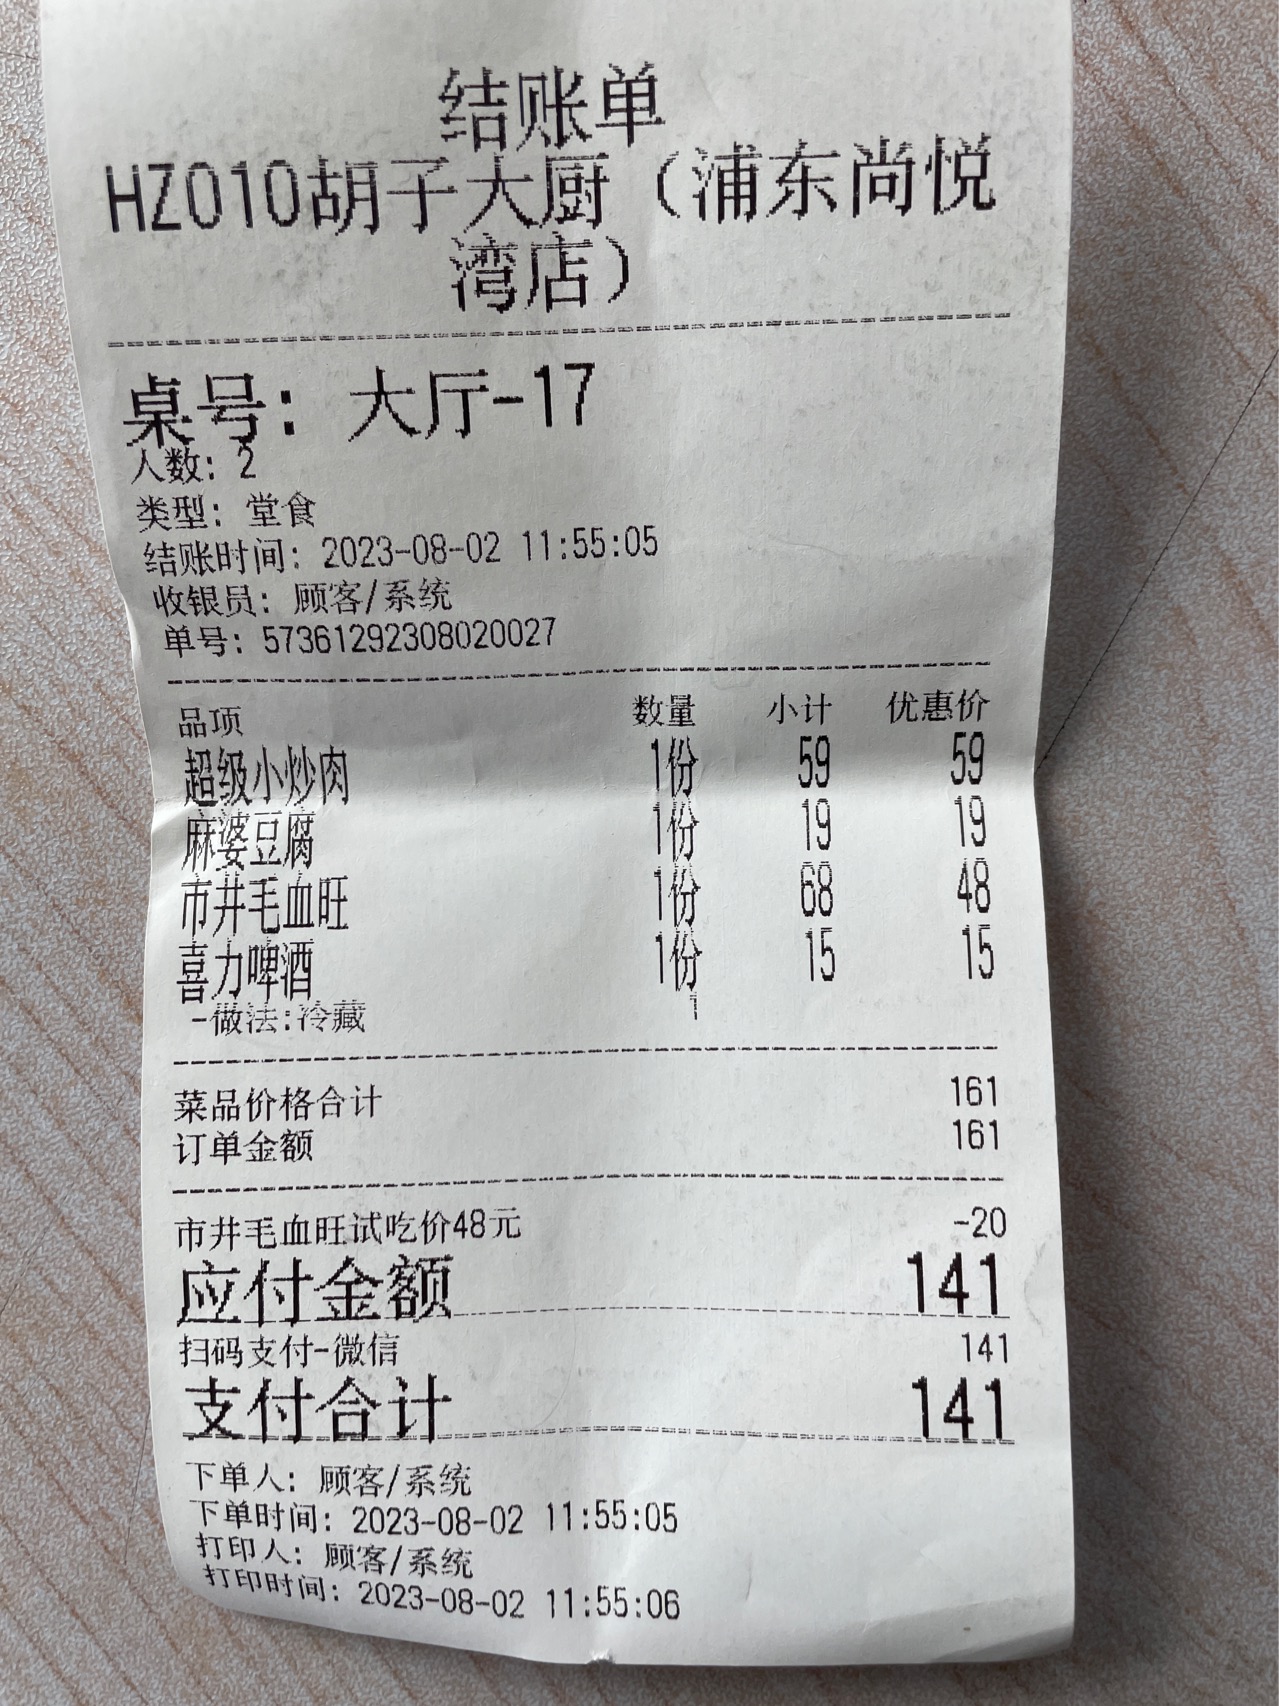 结账单
HZ010胡子大厨（浦东尚悦
湾店）
桌号：大厅-17
人数：2
类型：堂食
结账时间：2023-08-02 11:55:05
收银员：顾客/系统
单号：57361292308020027
品项 数量 小计 优惠价
超级小炒肉 1份 59 59
麻婆豆腐 1份 19 19
市井毛血旺 1份 68 48
喜力啤酒 1份 15 15
-做法:冷藏 1
菜品价格合计 161
订单金额 161
市井毛血旺试吃价48元 -20
应付金额 141
扫码支付-微信 141
支付合计 141
下单人：顾客/系统
下单时间：2023-08-02 11:55:05
打印人：顾客/系统
打印时间：2023-08-02 11:55:06